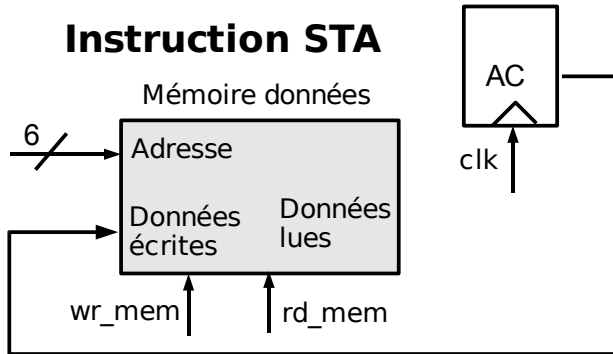 Instruction STA
AC
Mémoire données
6
Adresse
clk
Données
écrites
Données
lues
wr_mem
rd_mem